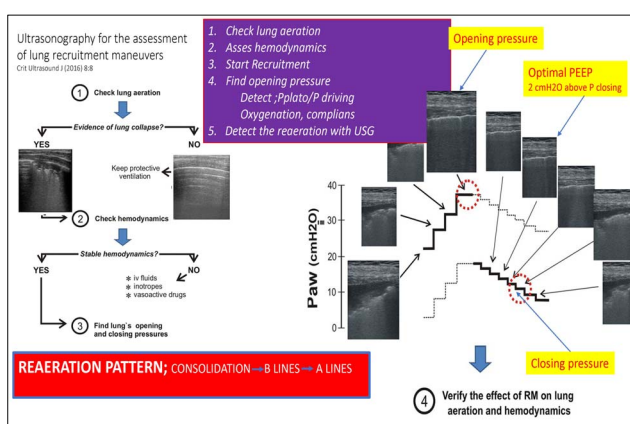 Ultrasonography for the assessment
of lung recruitment maneuvers
Crit Ultrasound J (2016) 8:8
1 Check lung aeration
Evidence of lung collapse?
YES
NO
Keep protective
ventilation
2 Check hemodynamics
Stable hemodynamics?
YES
NO
* iv fluids
* inotropes
* vasoactive drugs
3 Find lung´s opening
and closing pressures
1. Check lung aeration
2. Asses hemodynamics
3. Start Recruitment
4. Find opening pressure
Detect ;Pplato/P driving
Oxygenation, complians
5. Detect the reaeration with USG
Opening pressure
Optimal PEEP
2 cmH2O above P closing
Paw (cmH2O)
40
30
20
10
0
Closing pressure
REAERATION PATTERN; CONSOLIDATION → B LINES → A LINES
4 Verify the effect of RM on lung
aeration and hemodynamics